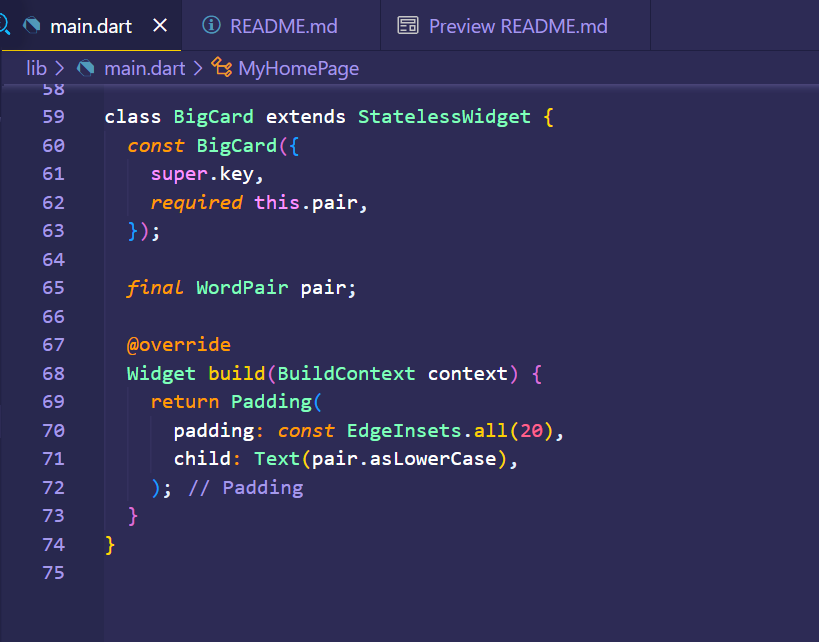 main.dart README.md Preview README.md
lib > main.dart > MyHomePage
58
59 class BigCard extends StatelessWidget {
60   const BigCard({
61     super.key,
62     required this.pair,
63   });
64
65   final WordPair pair;
66
67   @override
68   Widget build(BuildContext context) {
69     return Padding(
70       padding: const EdgeInsets.all(20),
71       child: Text(pair.asLowerCase),
72     ); // Padding
73   }
74 }
75